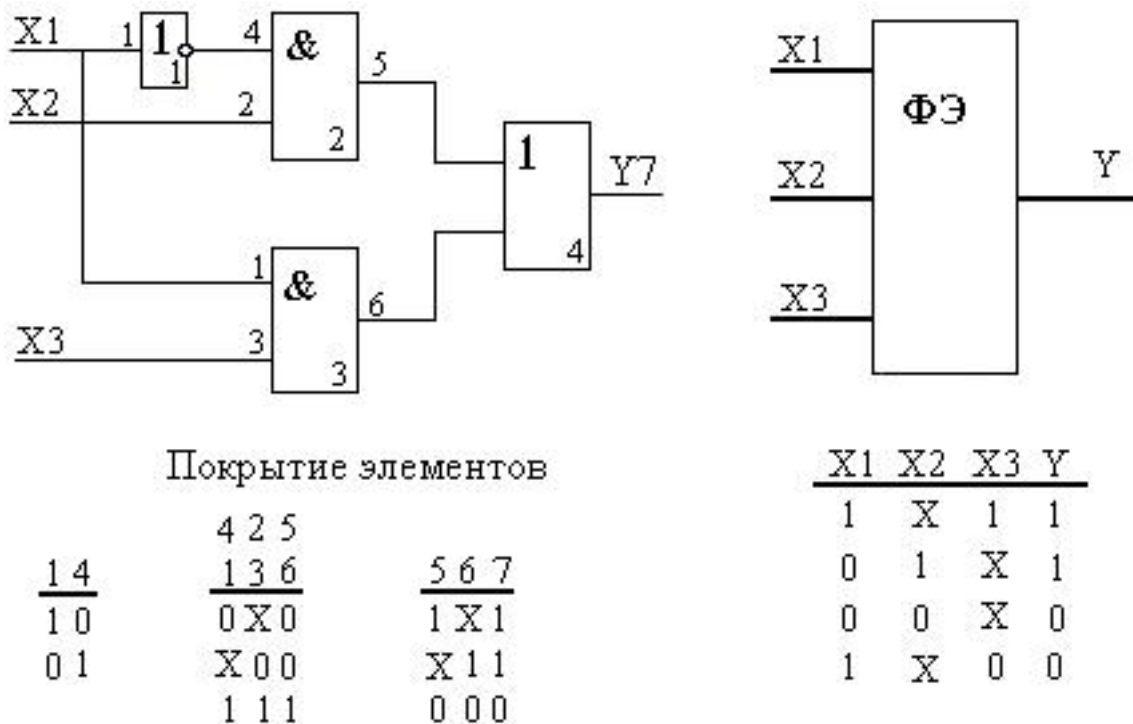 X1 1 1 1 4 & 5
X2 2 2
1 Y7 4
1 & 6
X3 3 3
X1
ФЭ
X2 Y
X3
Покрытие элементов
1 4
1 0
0 1
4 2 5
1 3 6
0 X 0
X 0 0
1 1 1
5 6 7
1 X 1
X 1 1
0 0 0
X1 X2 X3 Y
1 X 1 1
0 1 X 1
0 0 X 0
1 X 0 0